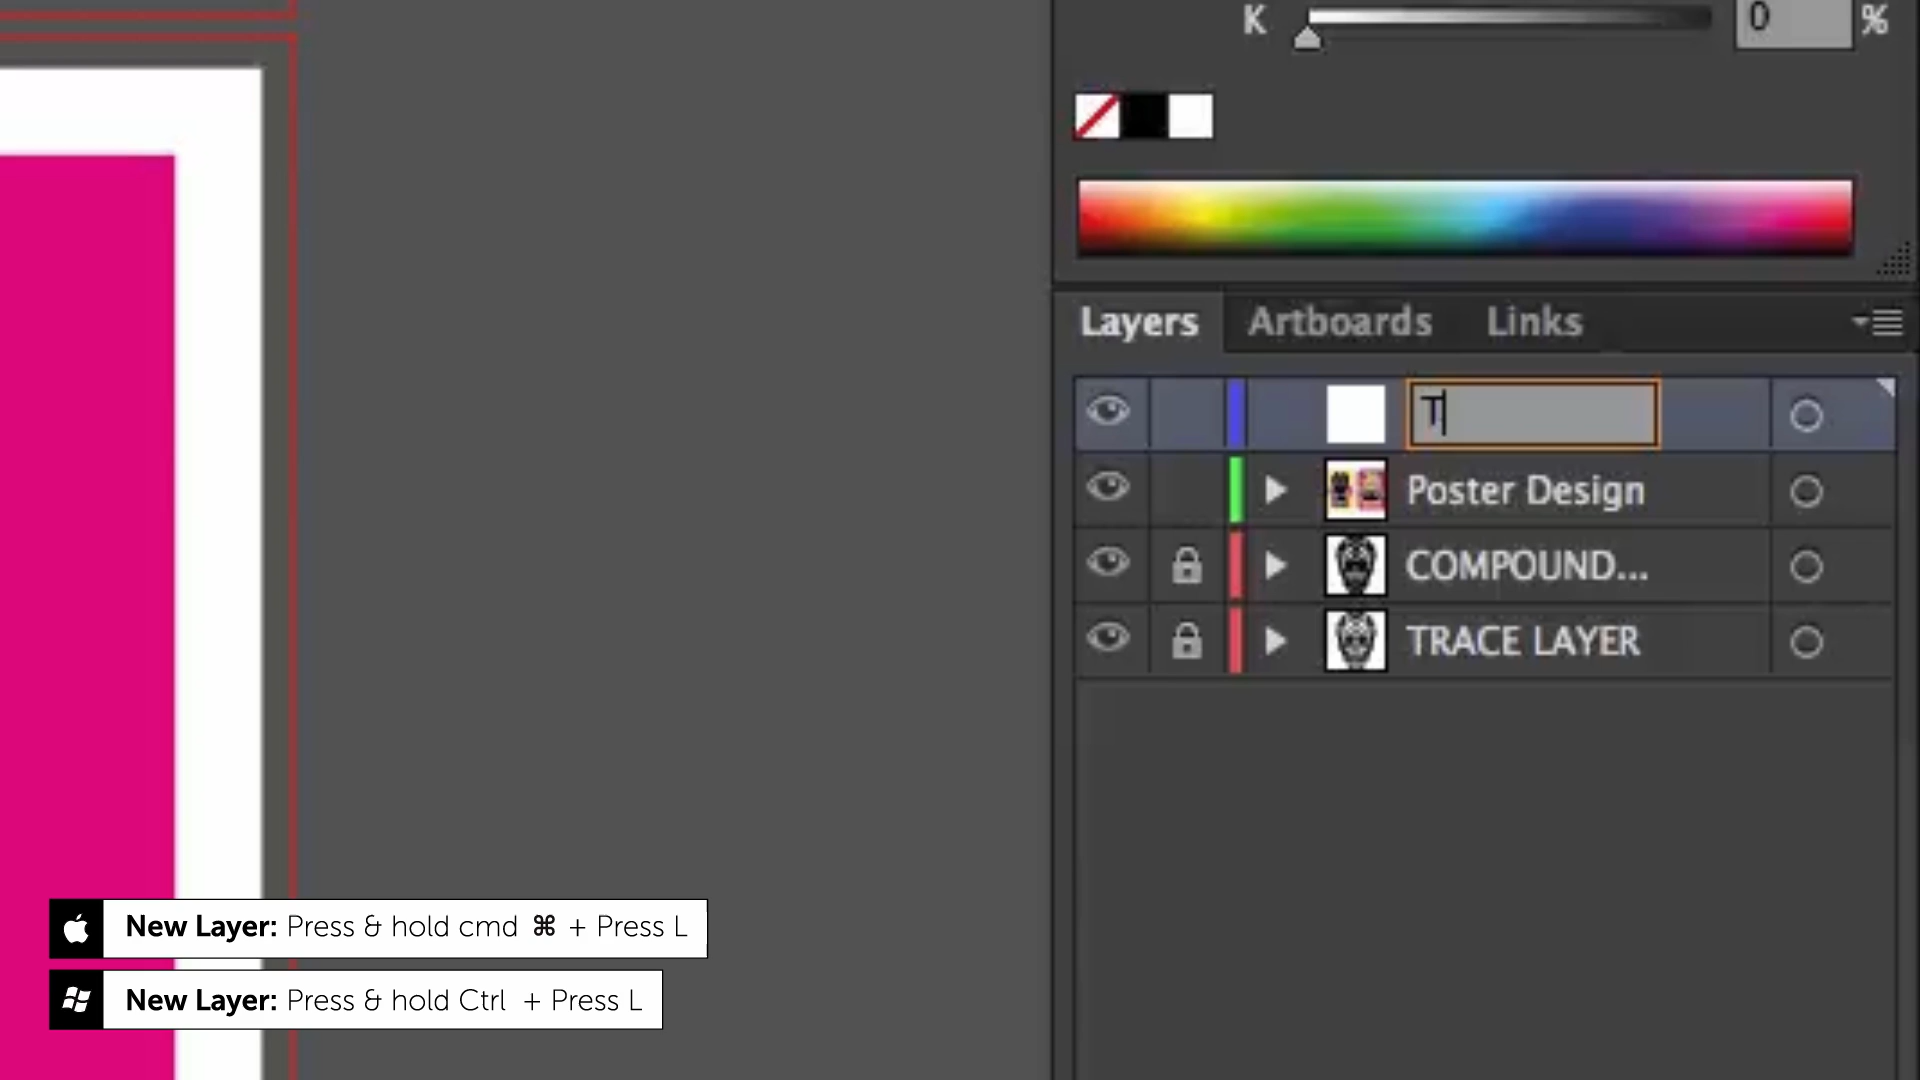 K 0 %
Layers Artboards Links
T
Poster Design
COMPOUND...
TRACE LAYER
New Layer: Press & hold cmd ⌘ + Press L
New Layer: Press & hold Ctrl + Press L